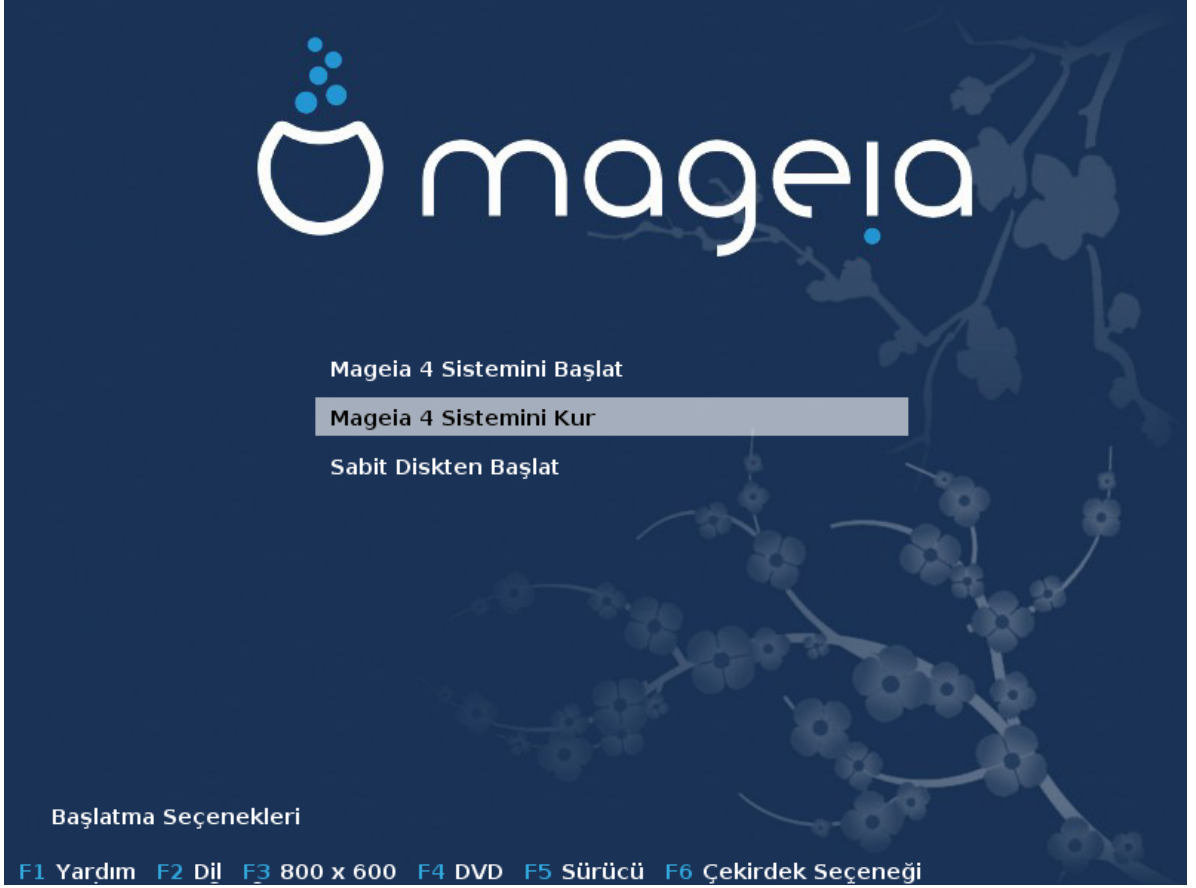 mageia
Mageia 4 Sistemini Başlat
Mageia 4 Sistemini Kur
Sabit Diskten Başlat
Başlatma Seçenekleri
F1 Yardım F2 Dil F3 800 x 600 F4 DVD F5 Sürücü F6 Çekirdek Seçeneği